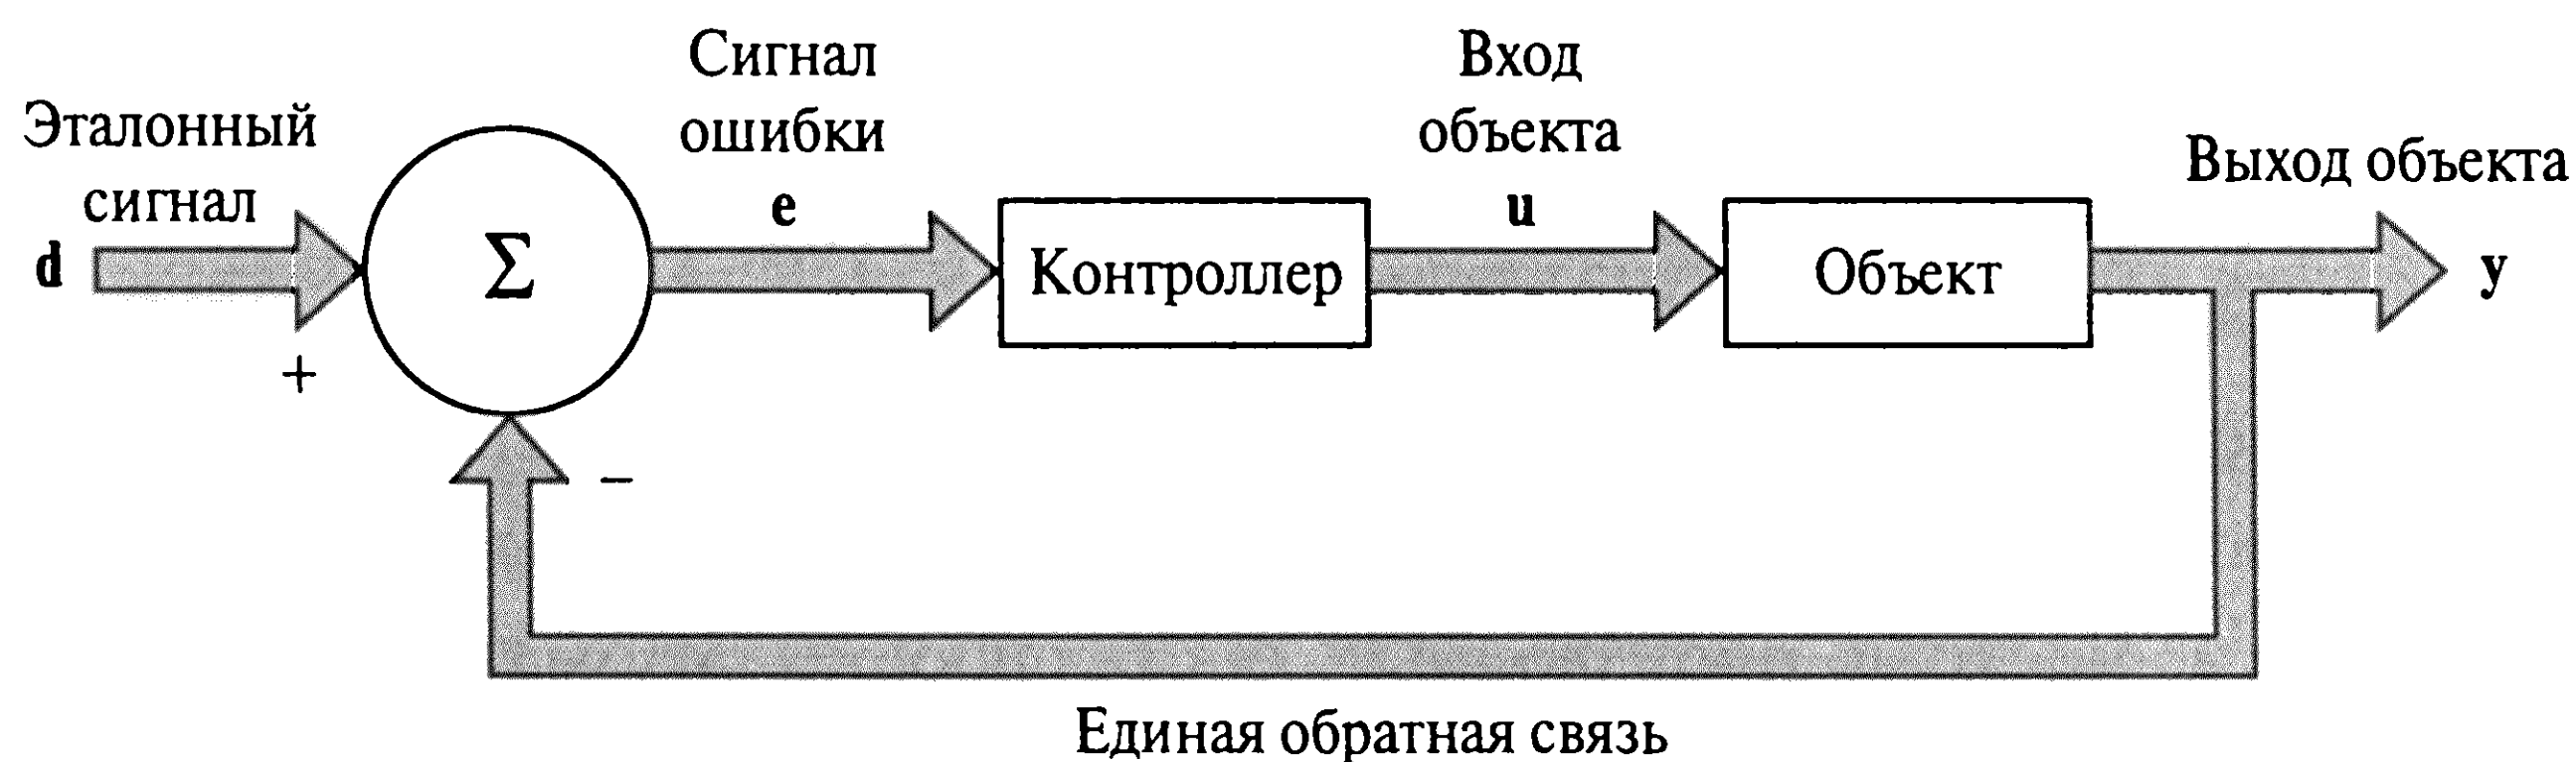 Эталонный
сигнал
d
+
Σ
−
Сигнал
ошибки
e
Контроллер
Вход
объекта
u
Объект
Выход объекта
y
Единая обратная связь